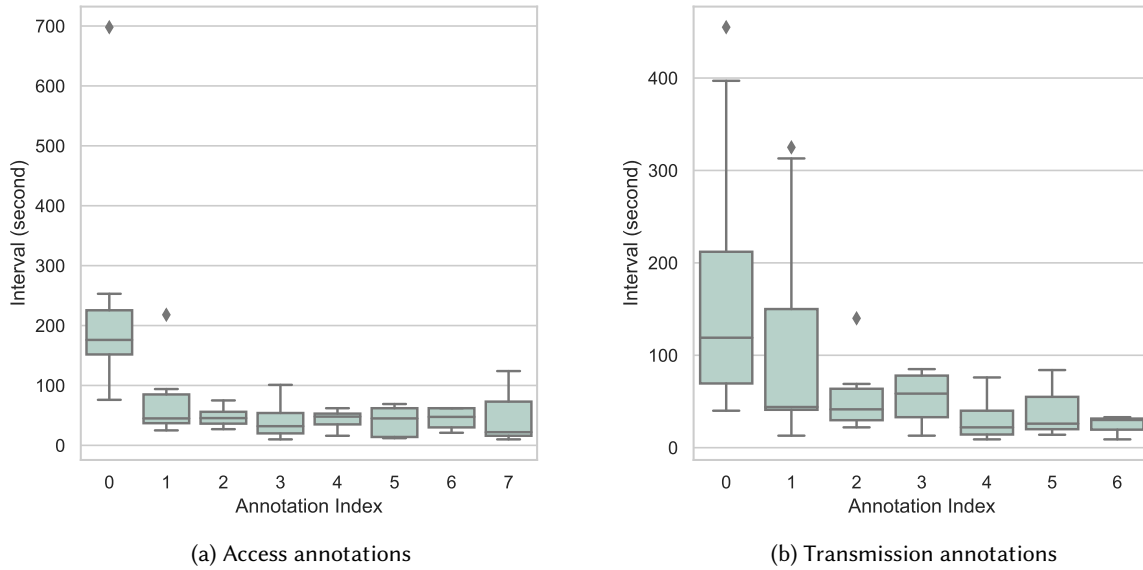 700
600
500
400
300
200
100
0
Interval (second)
0 1 2 3 4 5 6 7
Annotation Index
(a) Access annotations
400
300
200
100
0
Interval (second)
0 1 2 3 4 5 6
Annotation Index
(b) Transmission annotations